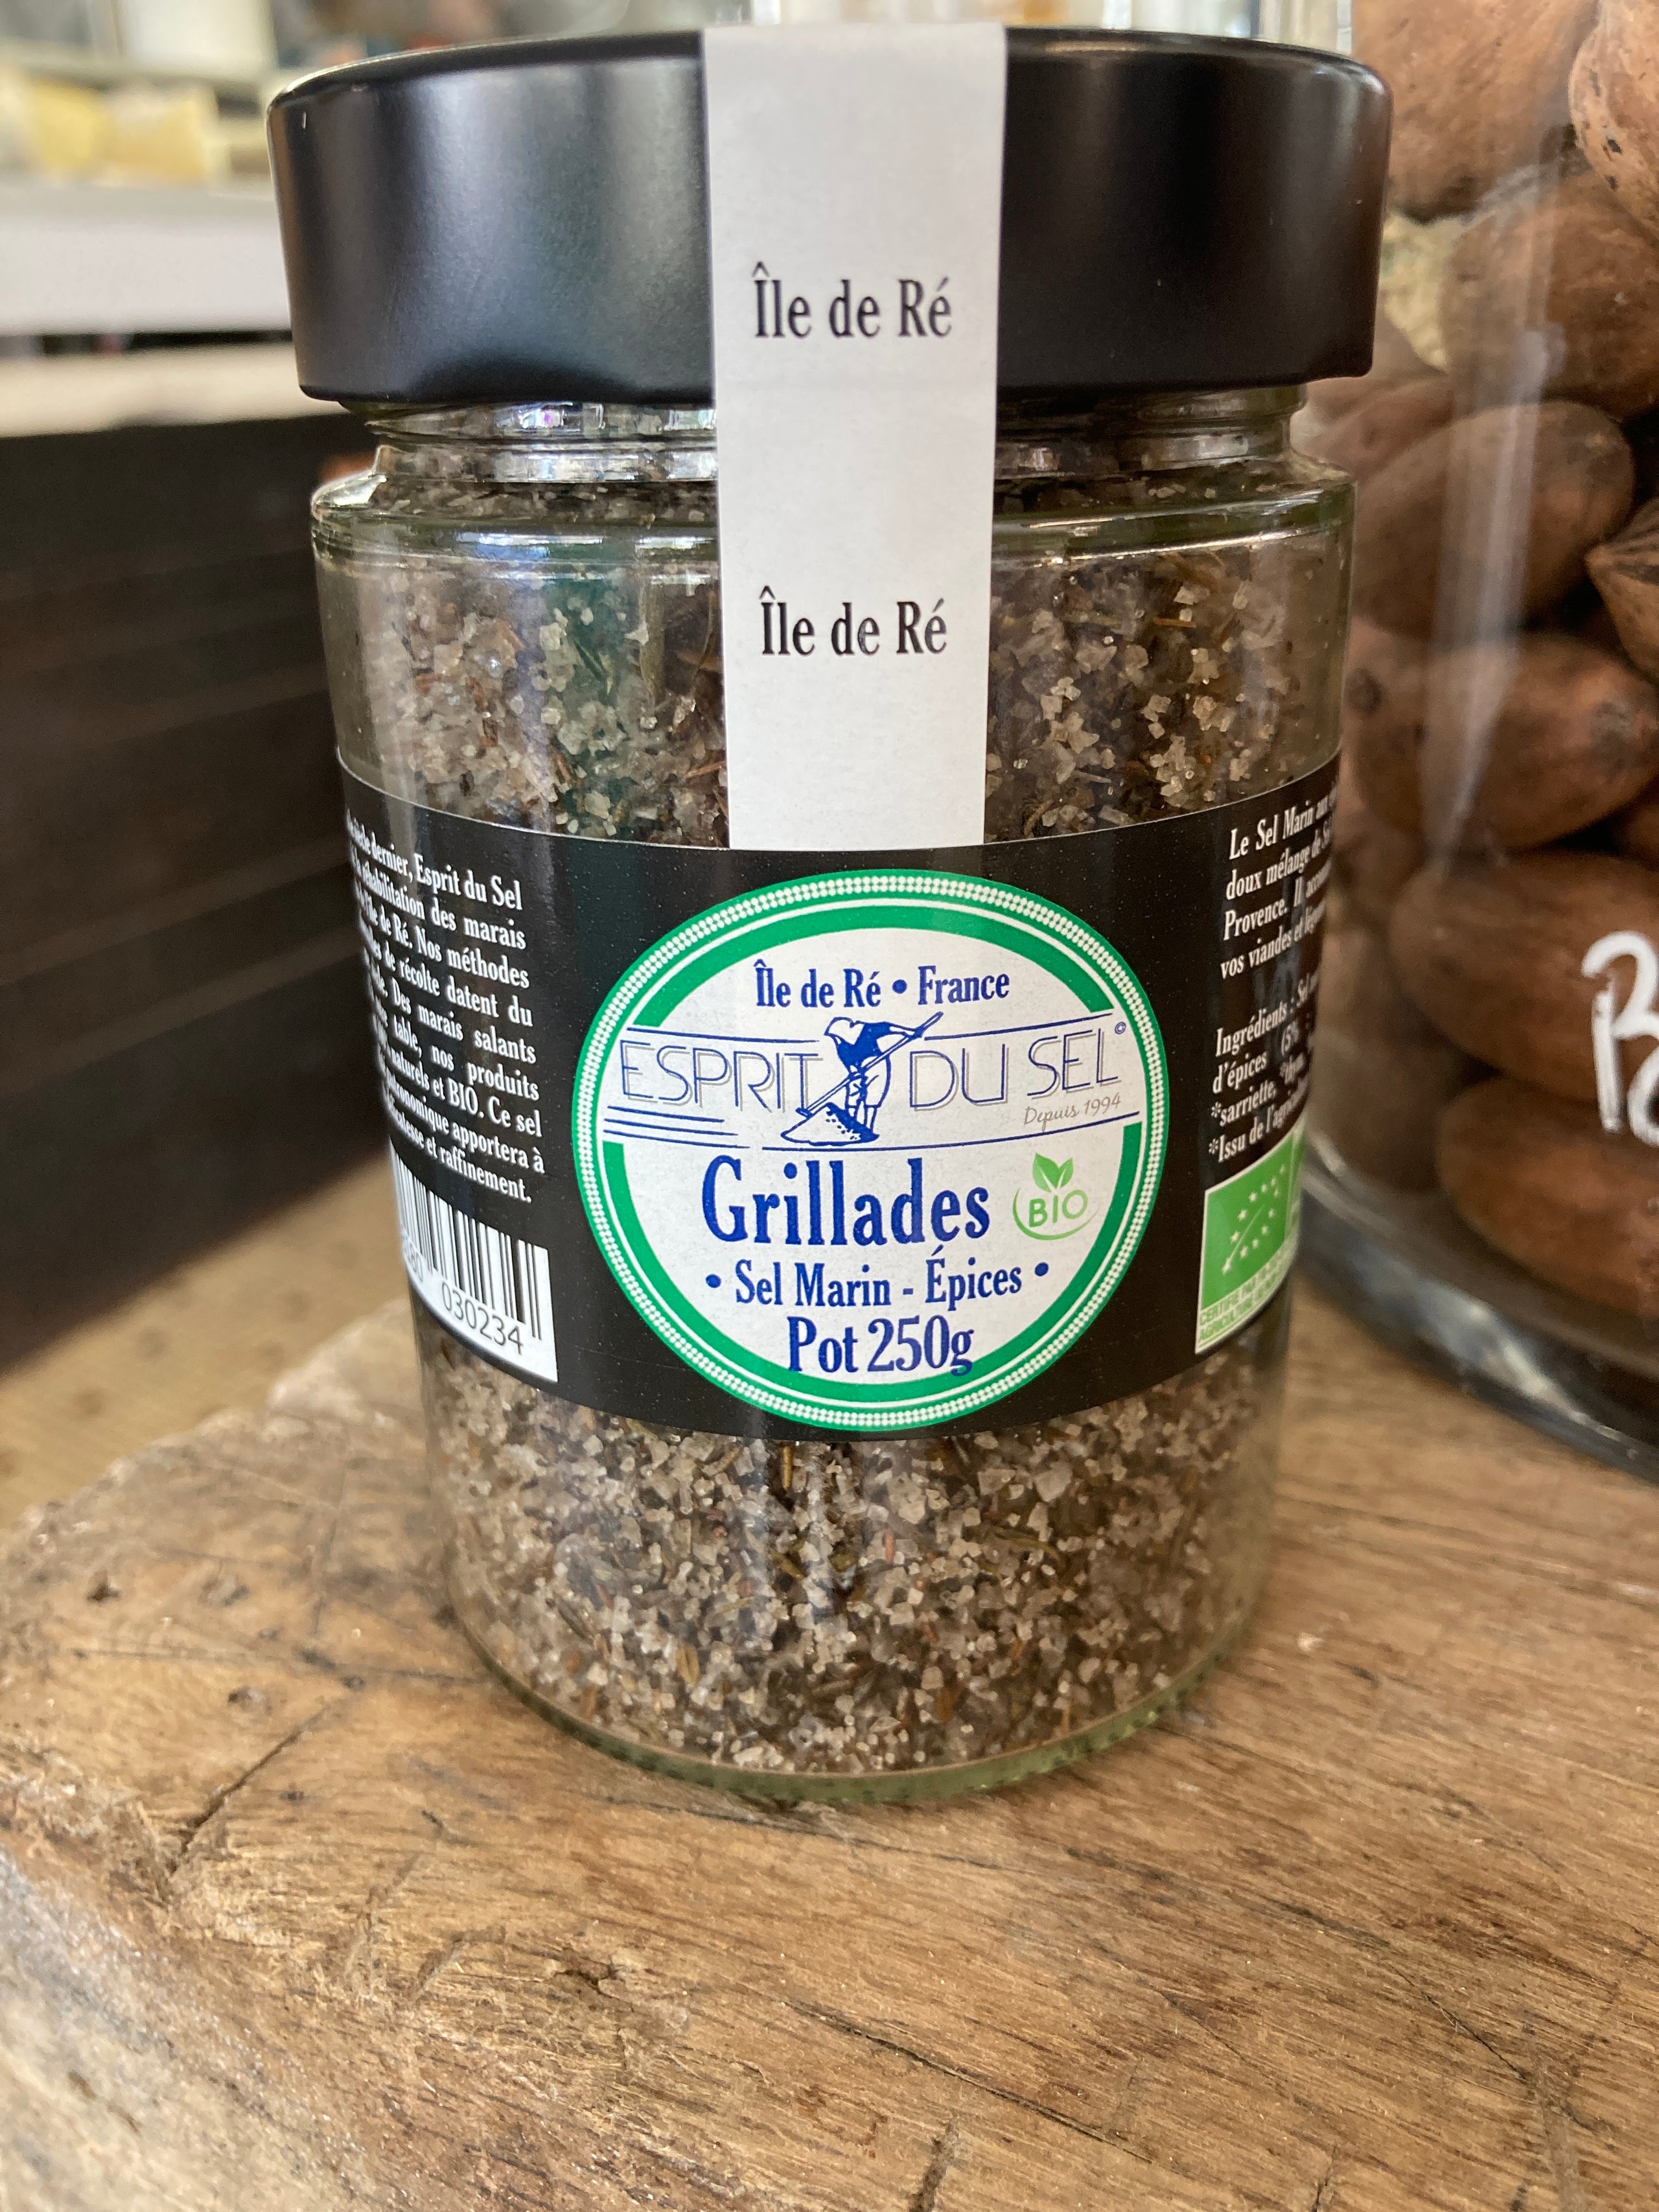 Île de Ré
Île de Ré
dernier, Esprit du Sel
réhabilitation des marais
de Ré. Nos méthodes
de récolte datent du
Des marais salants
table, nos produits
naturels et BIO. Ce sel
apportera à
et raffinement.
030234
Île de Ré • France
ESPRIT DU SEL©
Depuis 1994
Grillades
BIO
• Sel Marin - Épices •
Pot 250g
Le Sel Marin
doux mélange de
Provence. Il
vos viandes et
Ingrédients :
d'épices (5%
*sarriette,
*Issu de